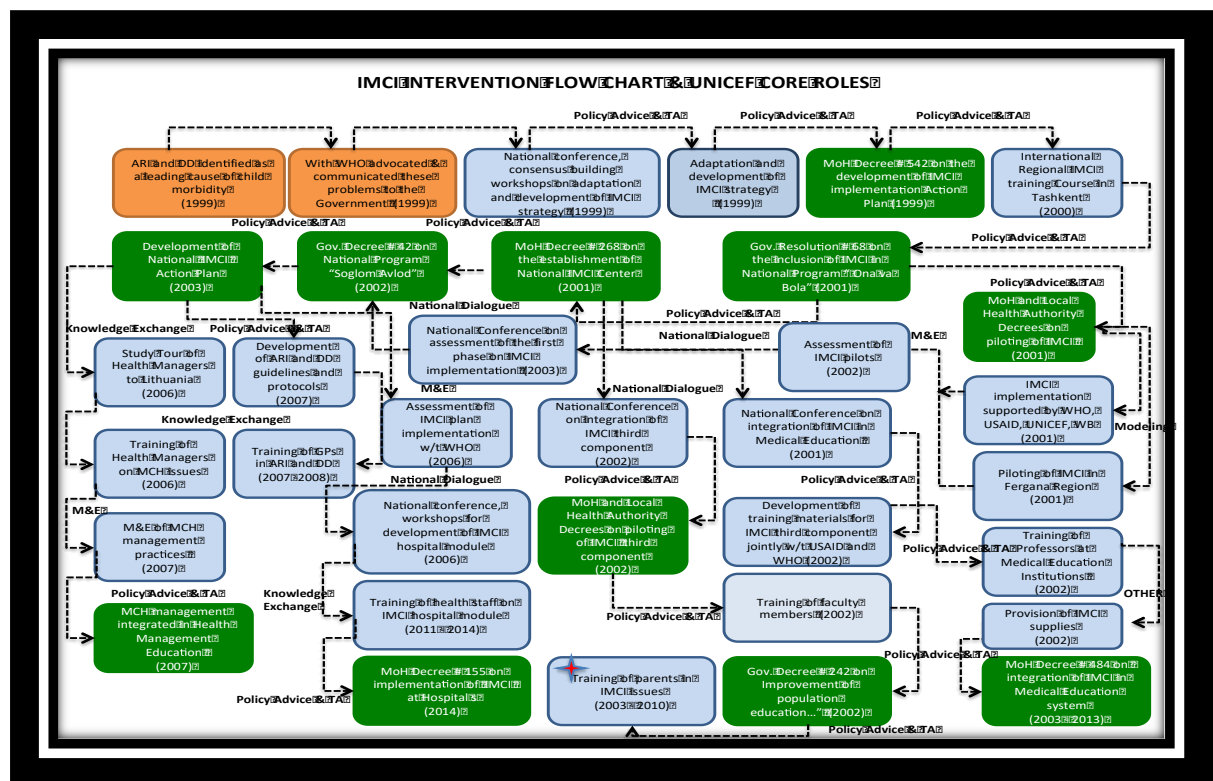 IMCI INTERVENTION FLOW CHART & UNICEF CORE ROLES
Policy Advice & TA
Policy Advice & TA
Policy Advice & TA
ARI and DD identified as
a leading cause of child
morbidity
(1999)
With WHO advocated &
communicated these
problems to the
Government (1999)
National conference,
consensus building
workshops on adaptation
and development of IMCI
strategy (1999)
Adaptation and
development of
IMCI strategy
(1999)
MoH Decree # 542 on the
development of IMCI
implementation Action
Plan (1999)
International
Regional IMCI
training Course in
Tashkent
(2000)
Policy Advice & TA
Policy Advice & TA
Policy Advice & TA
Development of
National IMCI
Action Plan
(2003)
Gov. Decree # 42 on
National Program
“Soglom Avlod”
(2002)
MoH Decree # 268 on
the establishment of
National IMCI Center
(2001)
Gov. Resolution # 68 on
the Inclusion of IMCI in
National Program “Ona va
Bola” (2001)
Policy Advice & TA
MoH and Local
Health Authority
Decrees on
piloting of IMCI
(2001)
National Dialogue
Policy Advice & TA
Knowledge Exchange
Policy Advice & TA
National Dialogue
M&E
Study Tour of
Health Managers
to Lithuania
(2006)
Development
of ARI and DD
guidelines and
protocols
(2007)
National Conference on
assessment of the first
phase on IMCI
implementation (2003)
Assessment of
IMCI pilots
(2002)
IMCI
implementation
supported by WHO,
USAID, UNICEF, WB
(2001)
Modeling
M&E
National Dialogue
Knowledge Exchange
Assessment of
IMCI plan
implementation
w/t WHO
(2006)
National Conference
on Integration of
IMCI third
component
(2002)
National Conference on
integration of IMCI in
Medical Education
(2001)
Training of
Health Managers
on MCH issues
(2006)
Training of GPs
in ARI and DD
(2007-2008)
Piloting of IMCI in
Fergana Region
(2001)
National Dialogue
Policy Advice & TA
Policy Advice & TA
M&E
M&E of MCH
management
practices
(2007)
National conference,
workshops for
development of IMCI
hospital module
(2006)
MoH and Local
Health Authority
Decrees on piloting
of IMCI third
component
(2002)
Development of
training materials for
IMCI third component
jointly w/t USAID and
WHO (2002)
Policy Advice & TA
Training of
Professors at
Medical Education
Institutions
(2002)
OTHER
Policy Advice & TA
Knowledge
Exchange
MCH management
integrated in Health
Management
Education
(2007)
Training of health staff on
IMCI hospital module
(2011 - 2014)
Policy Advice & TA
Training of faculty
members (2002)
Provision of IMCI
supplies
(2002)
Policy Advice & TA
Policy Advice & TA
MoH Decree # 155 on
implementation of IMCI
at Hospitals
(2014)
Training of parents in
IMCI issues
(2003 - 2010)
Gov. Decree # 242 on
Improvement of
population
education...” (2002)
MoH Decree # 484 on
integration of IMCI in
Medical Education
system
(2003 - 2013)
Policy Advice & TA